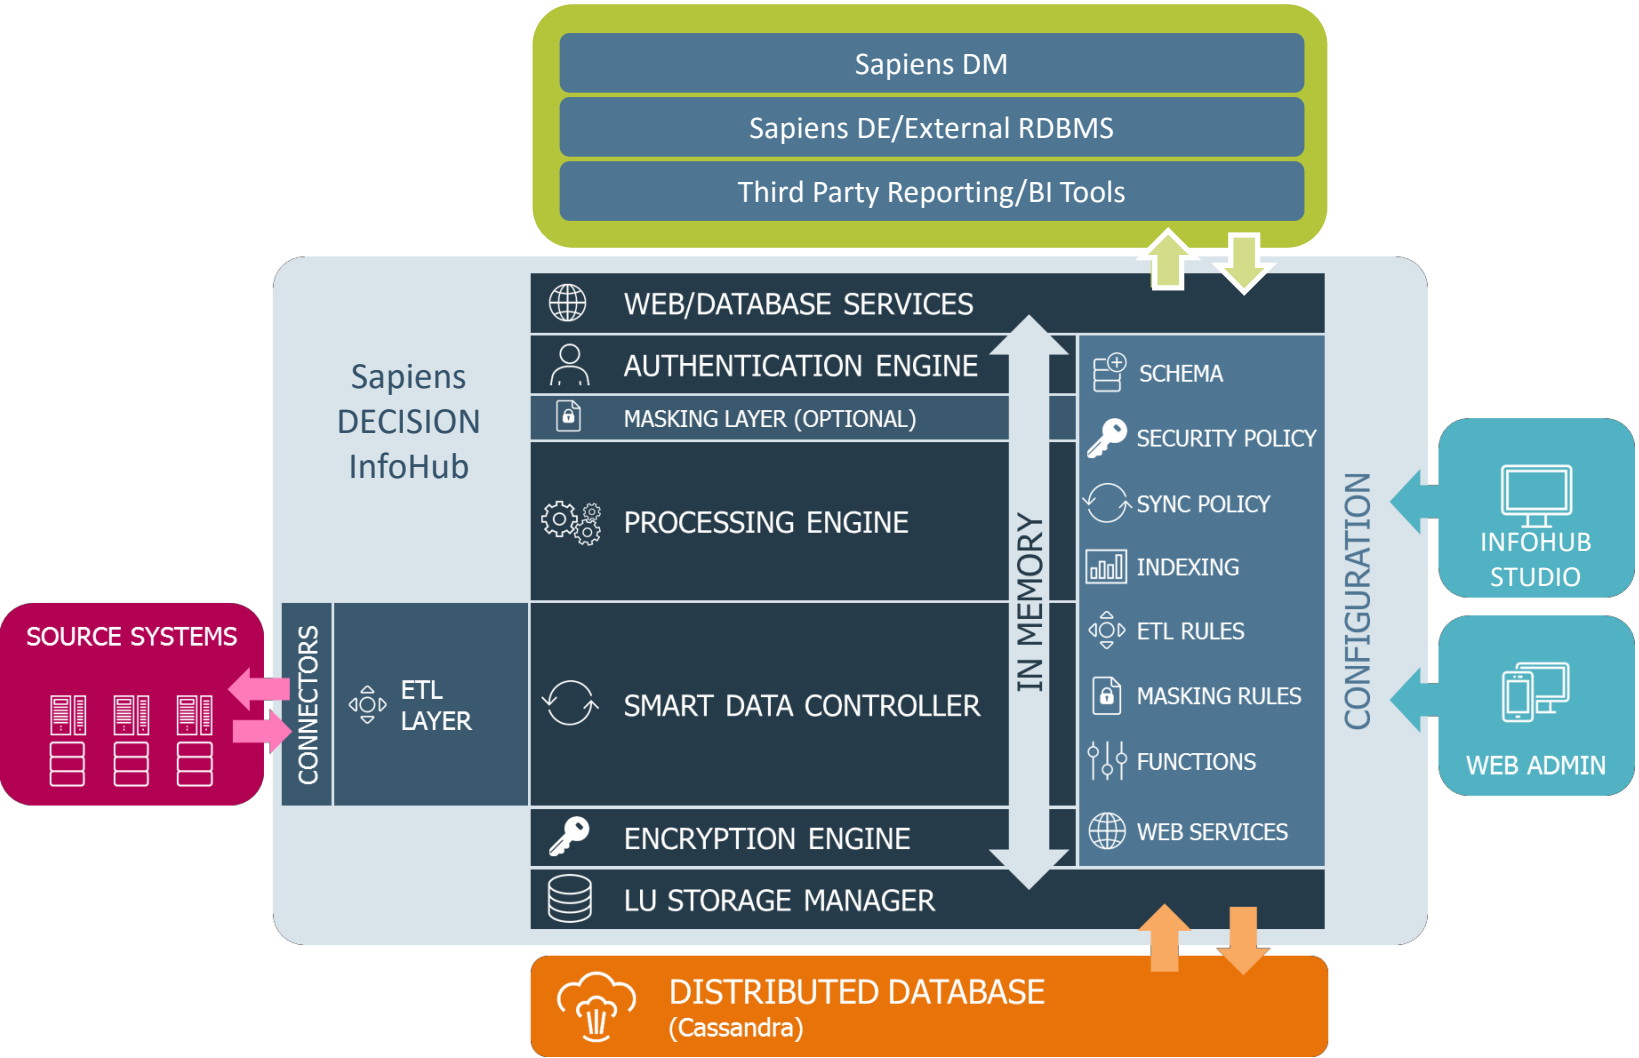 Sapiens DM
Sapiens DE/External RDBMS
Third Party Reporting/BI Tools
Sapiens
DECISION
InfoHub
WEB/DATABASE SERVICES
AUTHENTICATION ENGINE
MASKING LAYER (OPTIONAL)
PROCESSING ENGINE
SMART DATA CONTROLLER
ENCRYPTION ENGINE
LU STORAGE MANAGER
IN MEMORY
SCHEMA
SECURITY POLICY
SYNC POLICY
INDEXING
ETL RULES
MASKING RULES
FUNCTIONS
WEB SERVICES
CONFIGURATION
INFOHUB
STUDIO
WEB ADMIN
SOURCE SYSTEMS
CONNECTORS
ETL
LAYER
DISTRIBUTED DATABASE
(Cassandra)